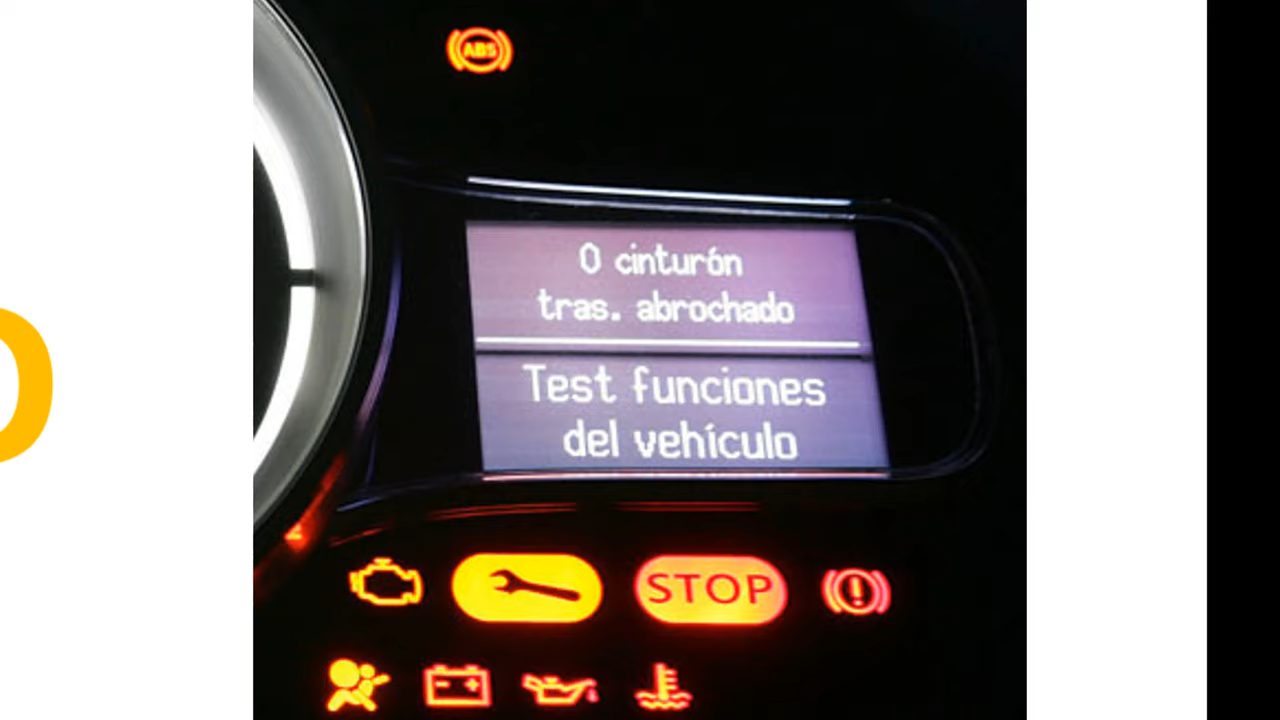 ABS
0 cinturón
tras. abrochado
Test funciones
del vehículo
STOP